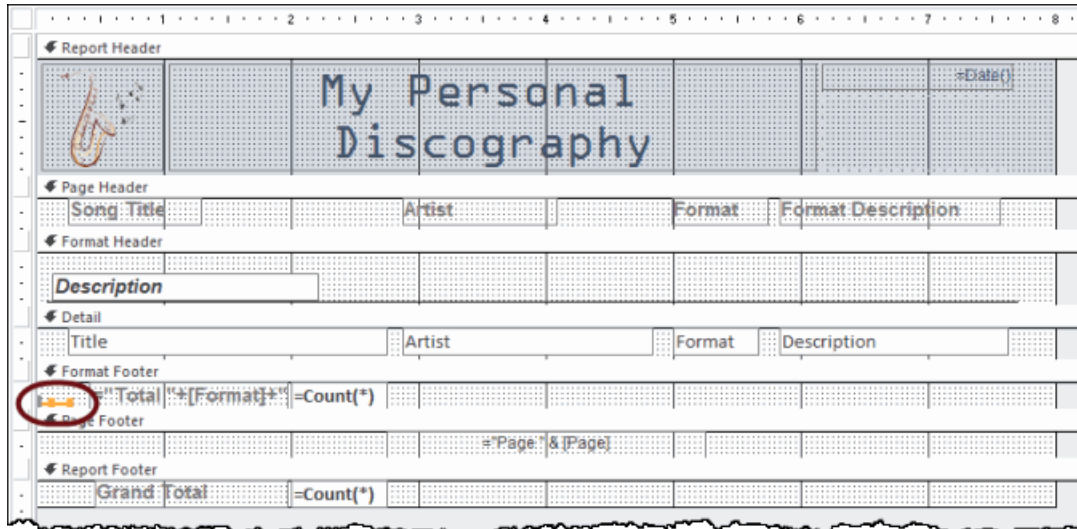 1 2 3 4 5 6 7 8
Report Header
My Personal
Discography
=Date()
Page Header
Song Title Artist Format Format Description
Format Header
Description
Detail
Title Artist Format Description
Format Footer
="Total "+[Format]+" =Count(*)
Page Footer
="Page " & [Page]
Report Footer
Grand Total =Count(*)